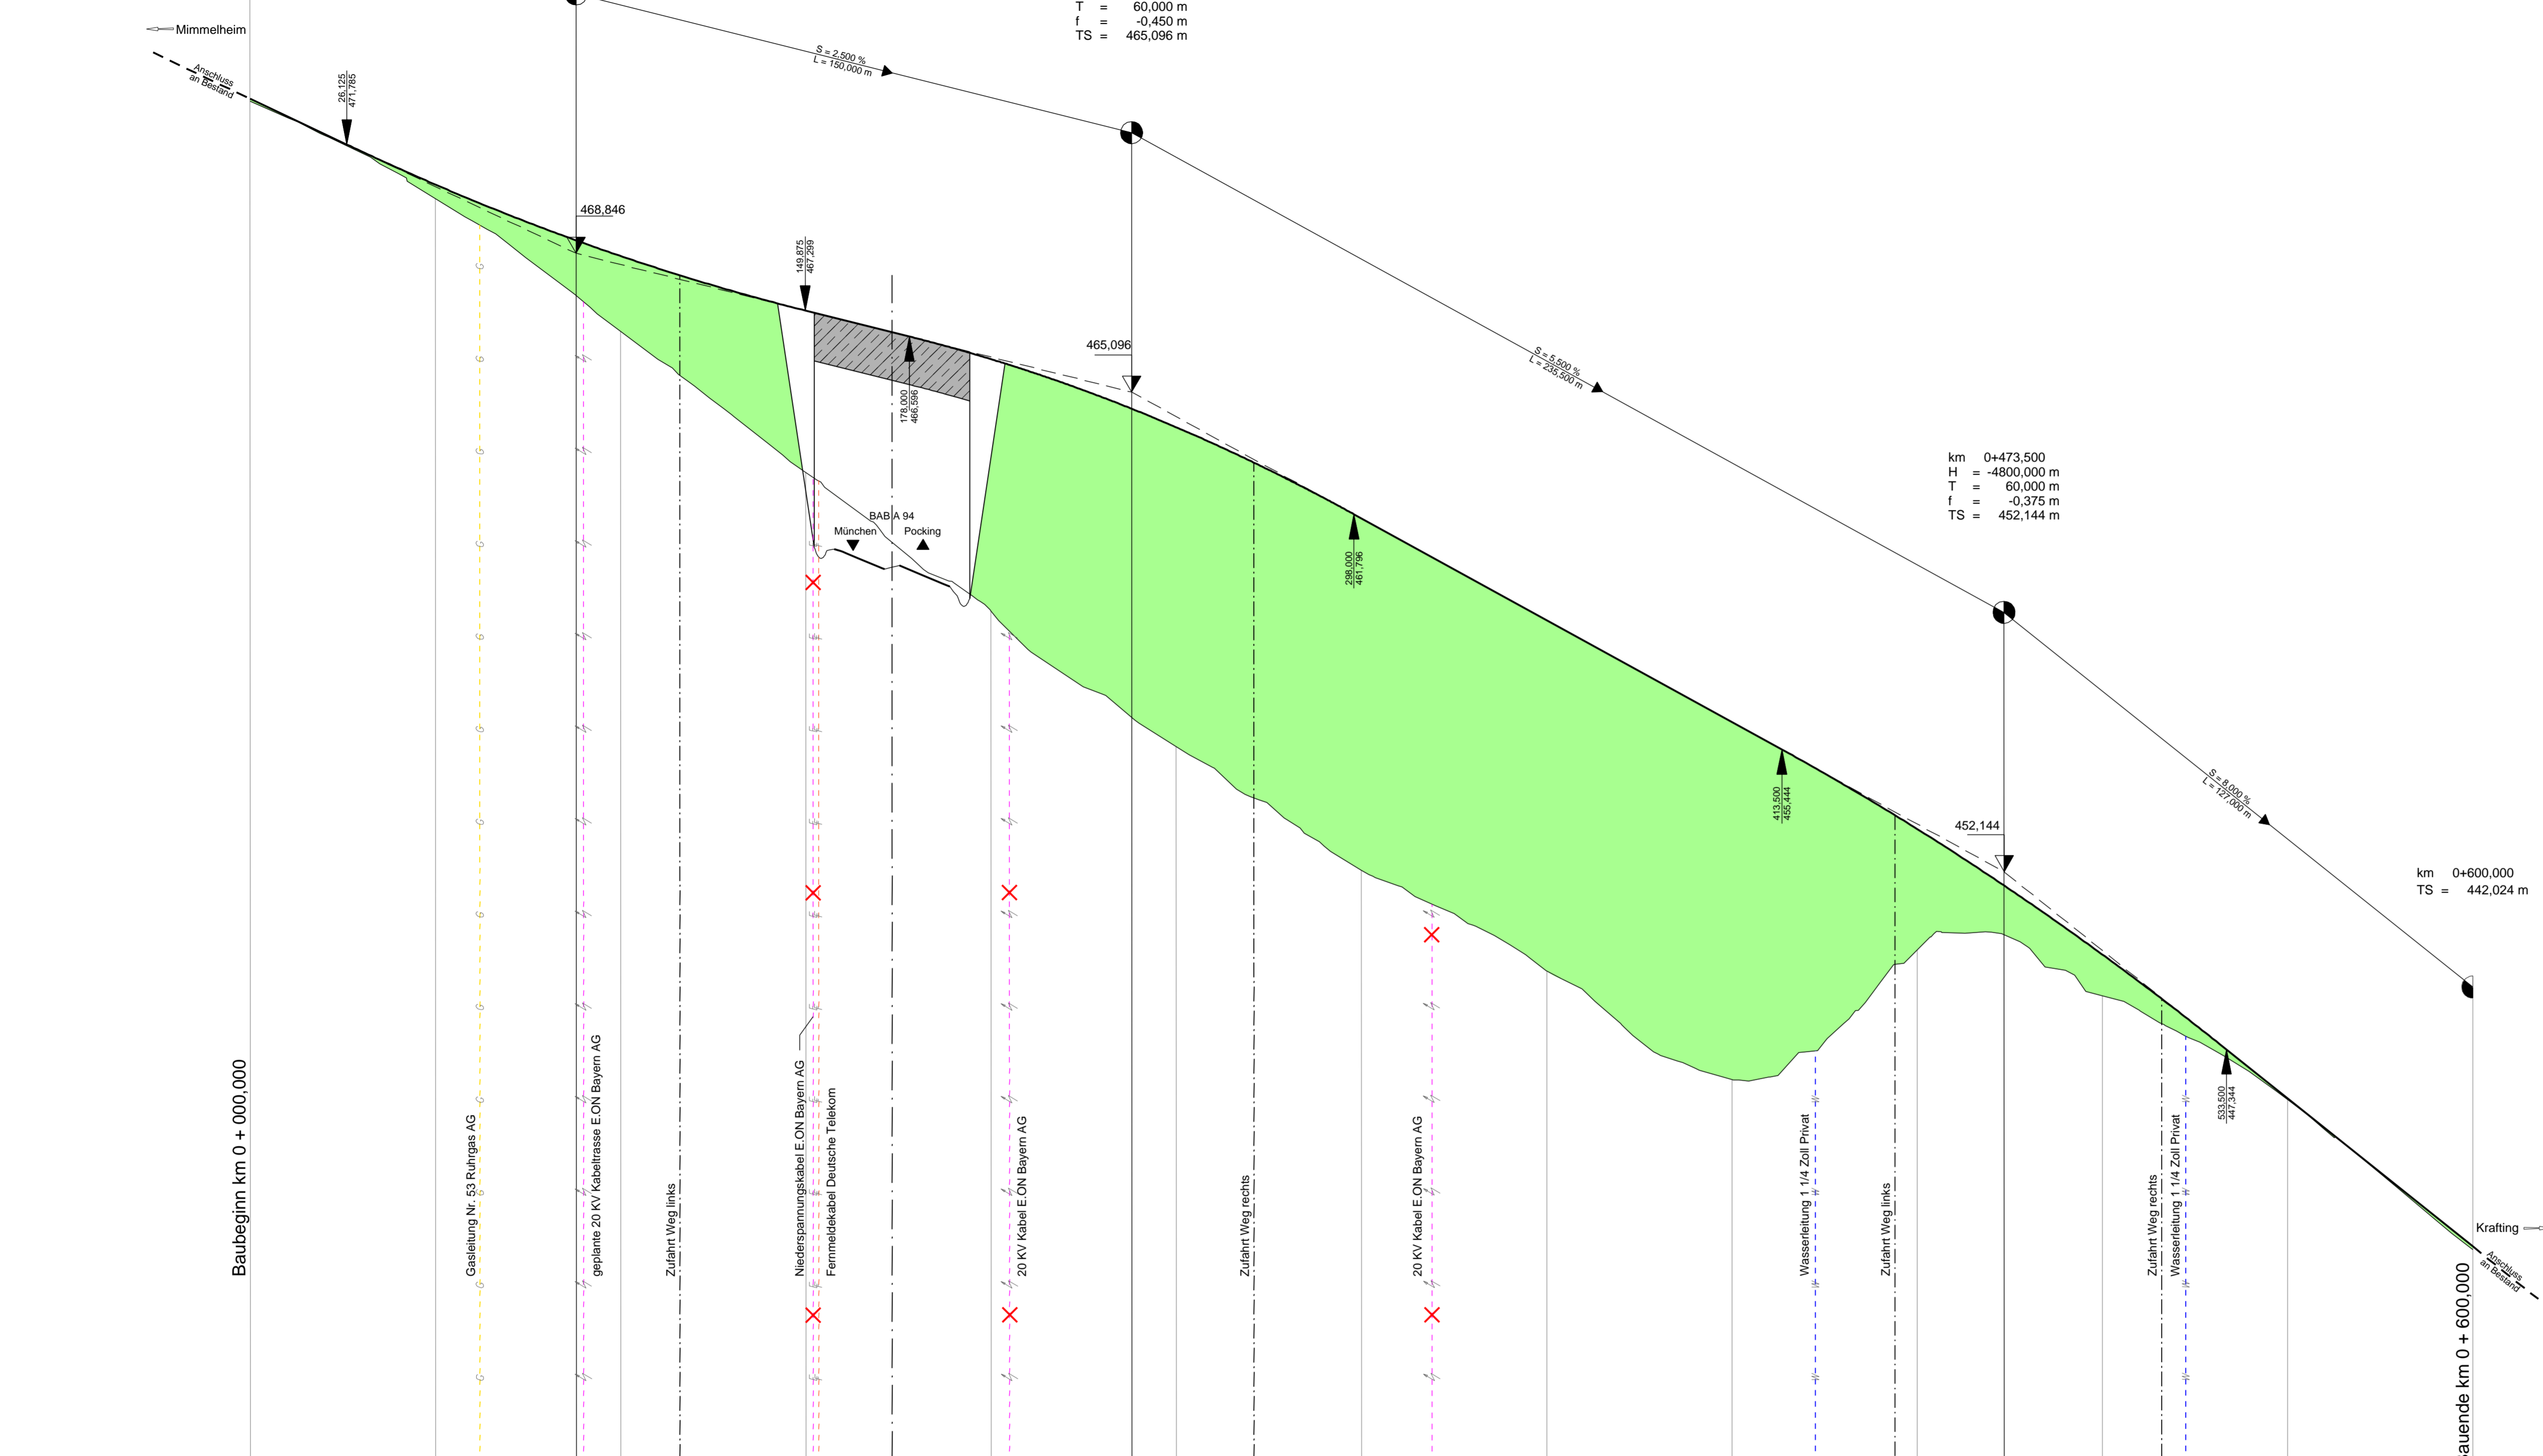 T = 60,000 m
f = -0,450 m
TS = 465,096 m
Mimmelheim
Anschluss
an Bestand
26,125
471,785
S = 2,500 %
L = 150,000 m
468,846
149,875
467,299
465,096
178,000
466,596
BAB A 94
München
Pocking
S = 5,500 %
L = 235,500 m
298,000
461,796
km 0+473,500
H = -4800,000 m
T = 60,000 m
f = -0,375 m
TS = 452,144 m
413,500
455,444
452,144
S = 8,000 %
L = 127,000 m
km 0+600,000
TS = 442,024 m
533,500
447,344
Baubeginn km 0 + 000,000
Gasleitung Nr. 53 Ruhrgas AG
geplante 20 KV Kabeltrasse E.ON Bayern AG
Zufahrt Weg links
Niederspannungskabel E.ON Bayern AG
Fernmeldekabel Deutsche Telekom
20 KV Kabel E.ON Bayern AG
Zufahrt Weg rechts
20 KV Kabel E.ON Bayern AG
Wasserleitung 1 1/4 Zoll Privat
Zufahrt Weg links
Zufahrt Weg rechts
Wasserleitung 1 1/4 Zoll Privat
Krafting
Anschluss
an Bestand
auende km 0 + 600,000